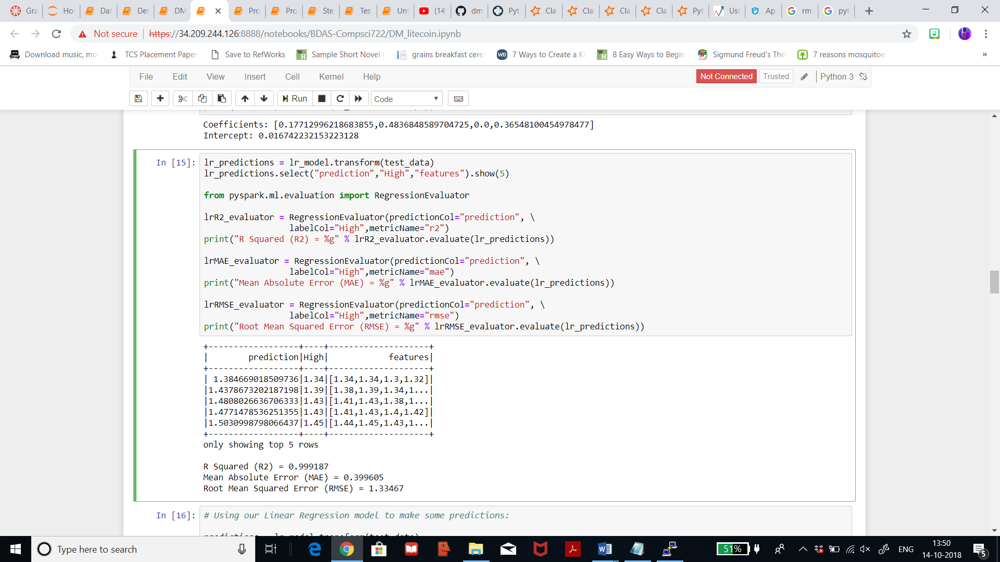 Gra
Ho
Dat
Der
DM
Pro
Pro
Ste
Tes
Unt
(14
dm
Pyt
Cla
Cla
Cla
Cla
Pyt
Usi
Ap
rms
pyt
Not secure
https://34.209.244.126:8888/notebooks/BDAS-Compsci722/DM_litecoin.ipynb
Download music, mo
TCS Placement Paper
Save to RefWorks
Sample Short Novel
grains breakfast cere
7 Ways to Create a Ki
8 Easy Ways to Begin
Sigmund Freud's The
7 reasons mosquitoe
»
File Edit View Insert Cell Kernel Help
Not Connected
Trusted
Python 3
Run
Code
Coefficients: [0.17712996218683855,0.4836848589704725,0.0,0.36548100454978477]
Intercept: 0.016742232153223128
In [15]:
lr_predictions = lr_model.transform(test_data)
lr_predictions.select("prediction","High","features").show(5)
from pyspark.ml.evaluation import RegressionEvaluator
lrR2_evaluator = RegressionEvaluator(predictionCol="prediction", \
labelCol="High",metricName="r2")
print("R Squared (R2) = %g" % lrR2_evaluator.evaluate(lr_predictions))
lrMAE_evaluator = RegressionEvaluator(predictionCol="prediction", \
labelCol="High",metricName="mae")
print("Mean Absolute Error (MAE) = %g" % lrMAE_evaluator.evaluate(lr_predictions))
lrRMSE_evaluator = RegressionEvaluator(predictionCol="prediction", \
labelCol="High",metricName="rmse")
print("Root Mean Squared Error (RMSE) = %g" % lrRMSE_evaluator.evaluate(lr_predictions))
+------------------+----+--------------------+
|        prediction|High|            features|
+------------------+----+--------------------+
| 1.384669018509736|1.34|[1.34,1.34,1.3,1.32]|
|1.4378673202187198|1.39|[1.38,1.39,1.34,1...|
|1.4808026636706333|1.43|[1.41,1.43,1.38,1...|
|1.4771478536251355|1.43|[1.41,1.43,1.4,1.42]|
|1.5030998798066437|1.45|[1.44,1.45,1.43,1...|
+------------------+----+--------------------+
only showing top 5 rows
R Squared (R2) = 0.999187
Mean Absolute Error (MAE) = 0.399605
Root Mean Squared Error (RMSE) = 1.33467
In [16]:
# Using our Linear Regression model to make some predictions:
Type here to search
51%
ENG
13:50
14-10-2018
5